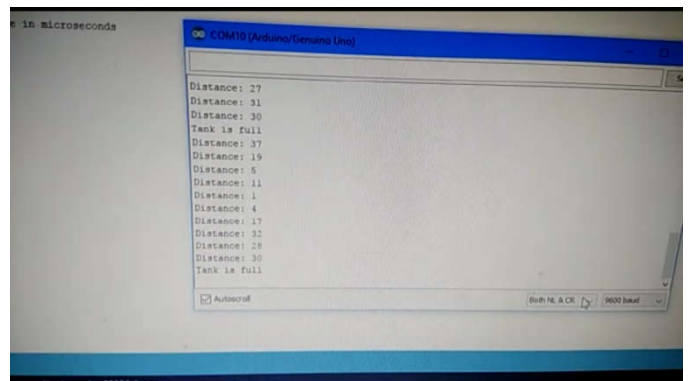 e in microseconds
COM10 (Arduino/Genuino Uno)
Distance: 27
Distance: 31
Distance: 30
Tank is full
Distance: 37
Distance: 19
Distance: 5
Distance: 11
Distance: 1
Distance: 4
Distance: 17
Distance: 32
Distance: 28
Distance: 30
Tank is full
Autoscroll
Both NL & CR
9600 baud